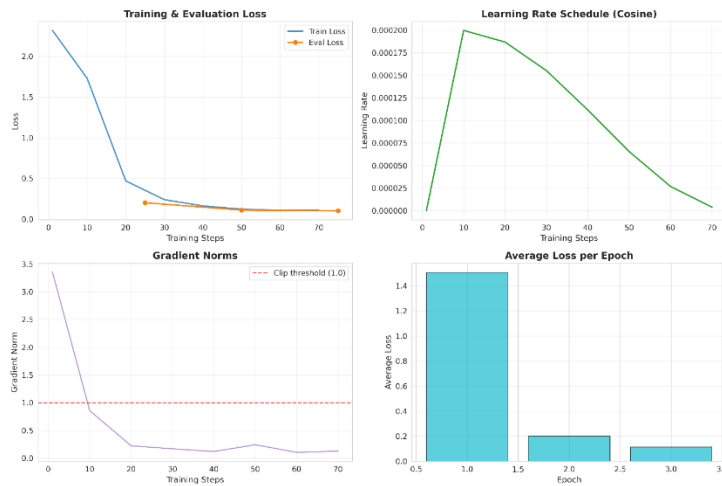 Training & Evaluation Loss
Train Loss
Eval Loss
2.0
1.5
1.0
0.5
0.0
Loss
0 10 20 30 40 50 60 70
Training Steps
Learning Rate Schedule (Cosine)
0.000200
0.000175
0.000150
0.000125
0.000100
0.000075
0.000050
0.000025
0.000000
Learning Rate
0 10 20 30 40 50 60 70
Training Steps
Gradient Norms
Clip threshold (1.0)
3.5
3.0
2.5
2.0
1.5
1.0
0.5
0.0
Gradient Norm
0 10 20 30 40 50 60 70
Training Steps
Average Loss per Epoch
1.4
1.2
1.0
0.8
0.6
0.4
0.2
0.0
Average Loss
0.5 1.0 1.5 2.0 2.5 3.0 3.5
Epoch